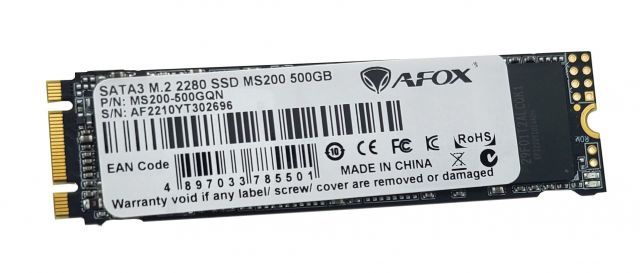 SATA3 M.2 2280 SSD MS200 500GB
P/N: MS200-500GQN
S/N: AF2210YT302696
AFOX
EAN Code
4 897033 785501
10 CE FC RoHS
MADE IN CHINA
Warranty void if any label/ screw/ cover are removed or damaged